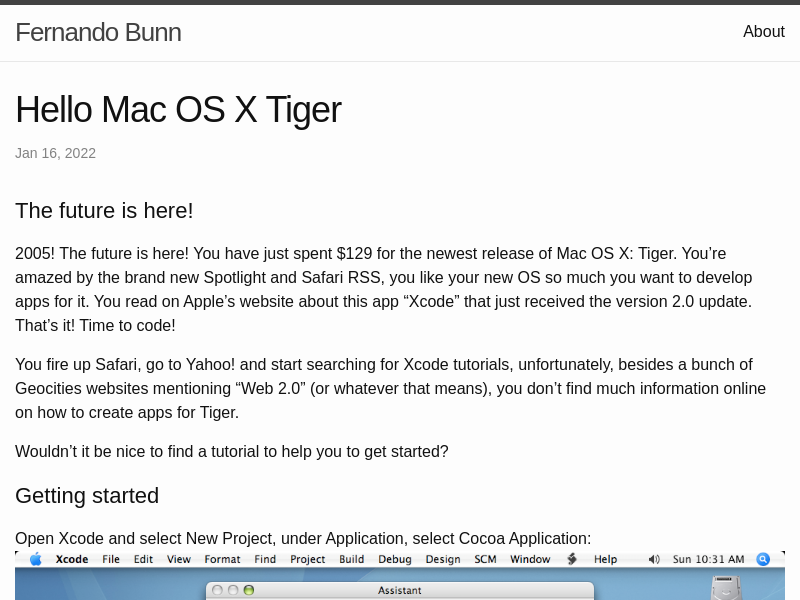 Fernando Bunn
About
Hello Mac OS X Tiger
Jan 16, 2022
The future is here!
2005! The future is here! You have just spent $129 for the newest release of Mac OS X: Tiger. You’re
amazed by the brand new Spotlight and Safari RSS, you like your new OS so much you want to develop
apps for it. You read on Apple’s website about this app “Xcode” that just received the version 2.0 update.
That’s it! Time to code!
You fire up Safari, go to Yahoo! and start searching for Xcode tutorials, unfortunately, besides a bunch of
Geocities websites mentioning “Web 2.0” (or whatever that means), you don’t find much information online
on how to create apps for Tiger.
Wouldn’t it be nice to find a tutorial to help you to get started?
Getting started
Open Xcode and select New Project, under Application, select Cocoa Application:
Xcode File Edit View Format Find Project Build Debug Design SCM Window Help Sun 10:31 AM
Assistant